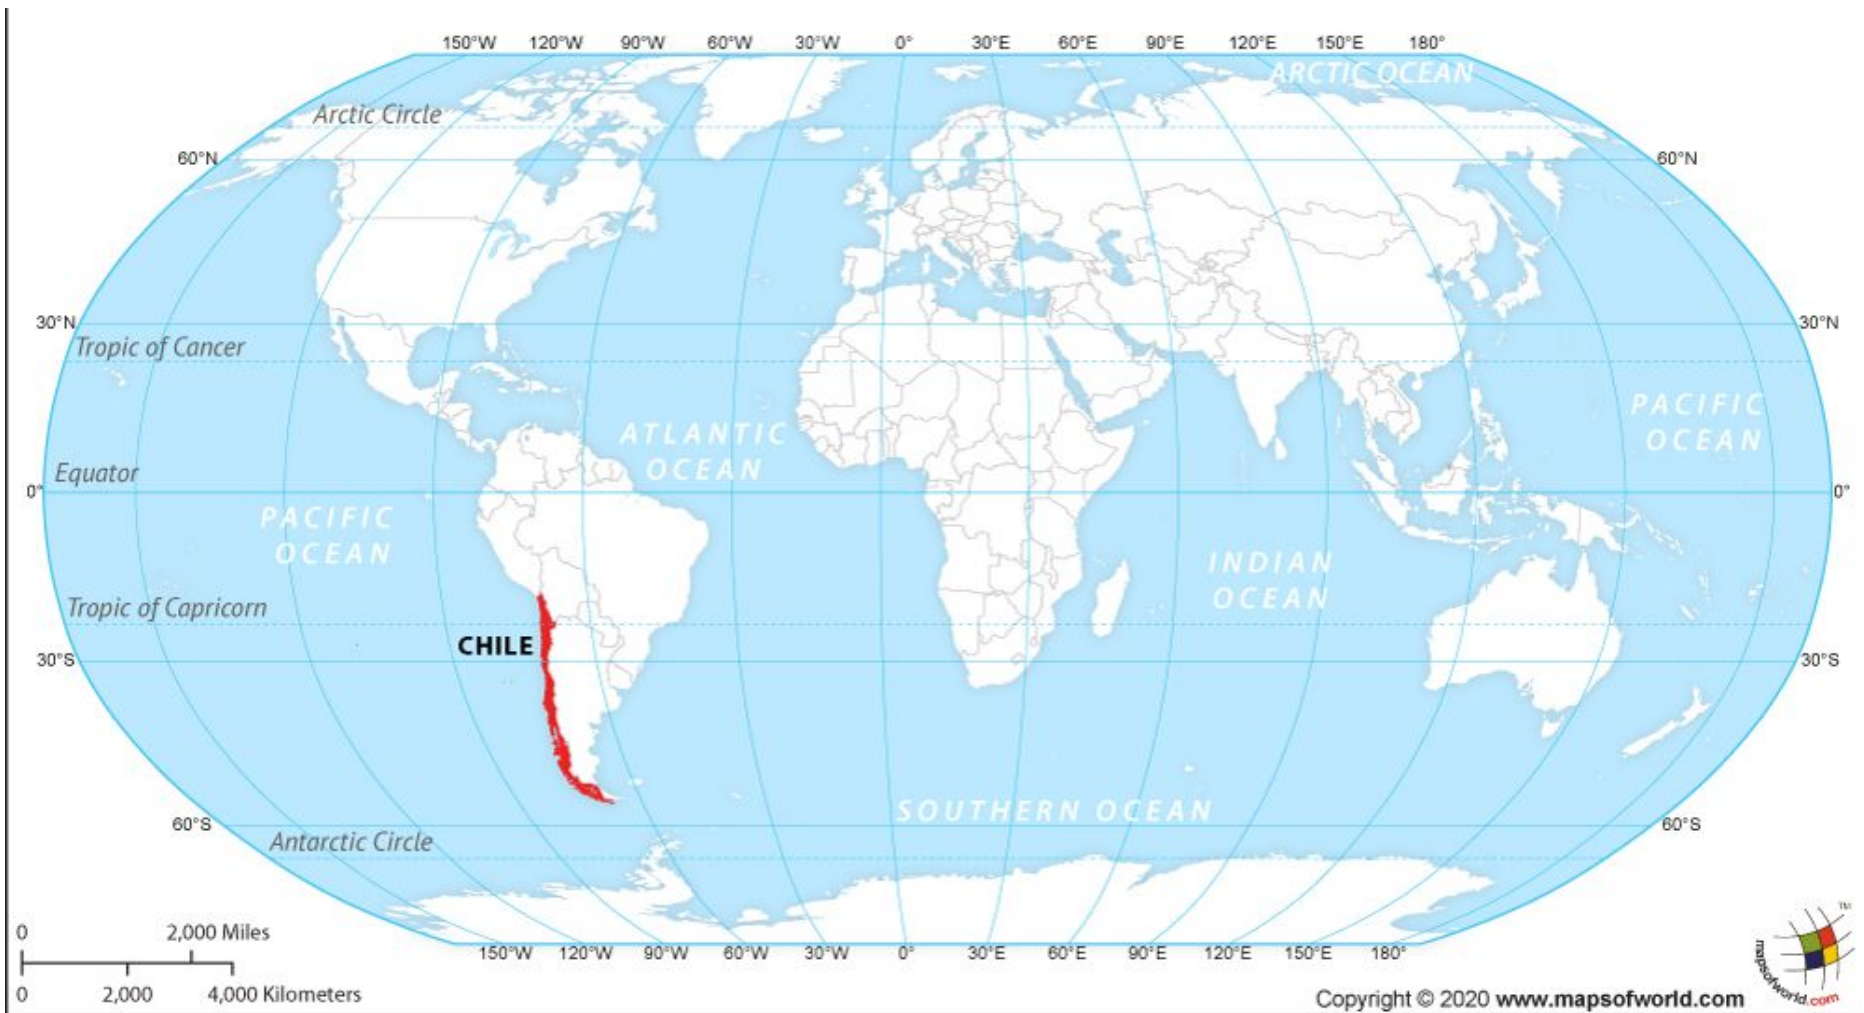 150°W 120°W 90°W 60°W 30°W 0° 30°E 60°E 90°E 120°E 150°E 180°
ARCTIC OCEAN
Arctic Circle
60°N 60°N
30°N 30°N
Tropic of Cancer
ATLANTIC
OCEAN
PACIFIC
OCEAN
Equator
0° 0°
PACIFIC
OCEAN
INDIAN
OCEAN
Tropic of Capricorn
CHILE
30°S 30°S
SOUTHERN OCEAN
60°S 60°S
Antarctic Circle
150°W 120°W 90°W 60°W 30°W 0° 30°E 60°E 90°E 120°E 150°E 180°
0 2,000 Miles
0 2,000 4,000 Kilometers
TM
mapsofworld.com
Copyright © 2020 www.mapsofworld.com